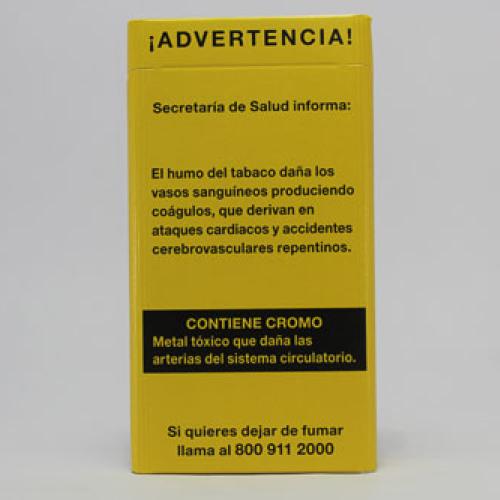 ¡ADVERTENCIA!
Secretaría de Salud informa:
El humo del tabaco daña los
vasos sanguíneos produciendo
coágulos, que derivan en
ataques cardiacos y accidentes
cerebrovasculares repentinos.
CONTIENE CROMO
Metal tóxico que daña las
arterias del sistema circulatorio.
Si quieres dejar de fumar
llama al 800 911 2000